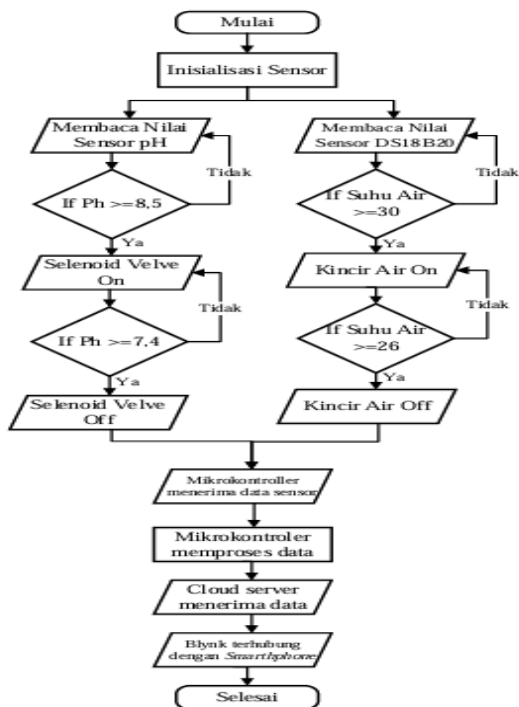 Mulai
Inisialisasi Sensor
Membaca Nilai
Sensor pH
Tidak
If Ph >=8,5
Ya
Selenoid Velve
On
Tidak
If Ph >=7,4
Ya
Selenoid Velve
Off
Membaca Nilai
Sensor DS18B20
Tidak
If Suhu Air
>=30
Ya
Kincir Air On
Tidak
If Suhu Air
>=26
Ya
Kincir Air Off
Mikrokontroller
menerima data sensor
Mikrokontroler
memproses data
Cloud server
menerima data
Blynk terhubung
dengan Smarthphone
Selesai